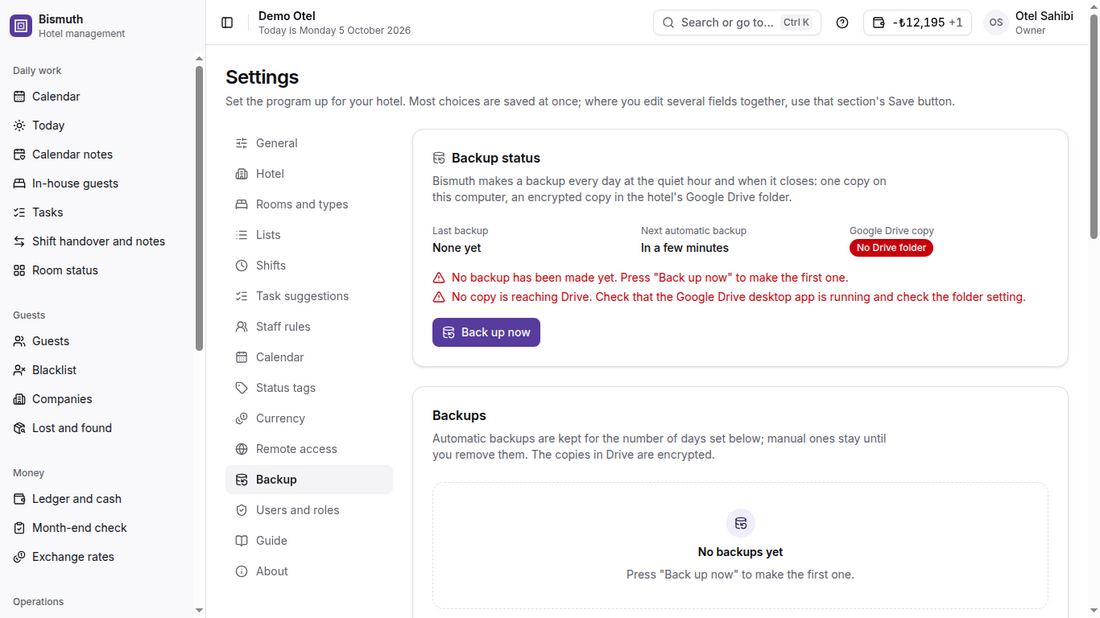 Bismuth
Hotel management
Daily work
Calendar
Today
Calendar notes
In-house guests
Tasks
Shift handover and notes
Room status
Guests
Guests
Blacklist
Companies
Lost and found
Money
Ledger and cash
Month-end check
Exchange rates
Operations
Demo Otel
Today is Monday 5 October 2026
Search or go to... Ctrl K
-₺12,195 +1
OS
Otel Sahibi
Owner
Settings
Set the program up for your hotel. Most choices are saved at once; where you edit several fields together, use that section's Save button.
General
Hotel
Rooms and types
Lists
Shifts
Task suggestions
Staff rules
Calendar
Status tags
Currency
Remote access
Backup
Users and roles
Guide
About
Backup status
Bismuth makes a backup every day at the quiet hour and when it closes: one copy on
this computer, an encrypted copy in the hotel's Google Drive folder.
Last backup
None yet
Next automatic backup
In a few minutes
Google Drive copy
No Drive folder
No backup has been made yet. Press "Back up now" to make the first one.
No copy is reaching Drive. Check that the Google Drive desktop app is running and check the folder setting.
Back up now
Backups
Automatic backups are kept for the number of days set below; manual ones stay until
you remove them. The copies in Drive are encrypted.
No backups yet
Press "Back up now" to make the first one.